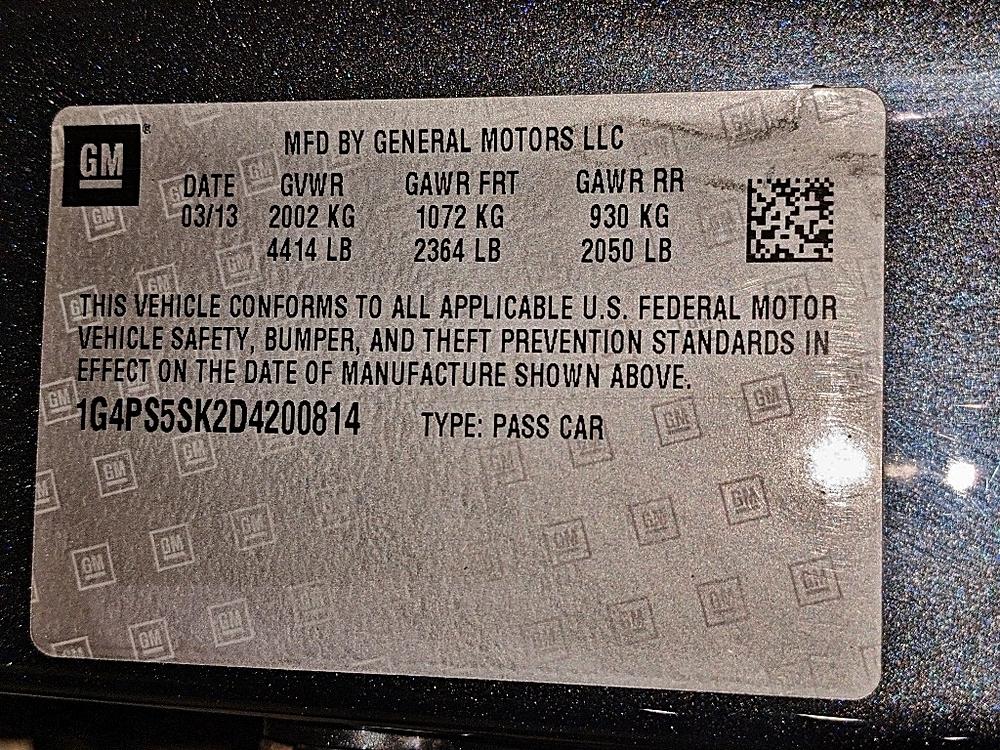 GM®
MFD BY GENERAL MOTORS LLC
DATE GVWR GAWR FRT GAWR RR
03/13 2002 KG 1072 KG 930 KG
4414 LB 2364 LB 2050 LB
THIS VEHICLE CONFORMS TO ALL APPLICABLE U.S. FEDERAL MOTOR
VEHICLE SAFETY, BUMPER, AND THEFT PREVENTION STANDARDS IN
EFFECT ON THE DATE OF MANUFACTURE SHOWN ABOVE.
1G4PS5SK2D4200814 TYPE: PASS CAR